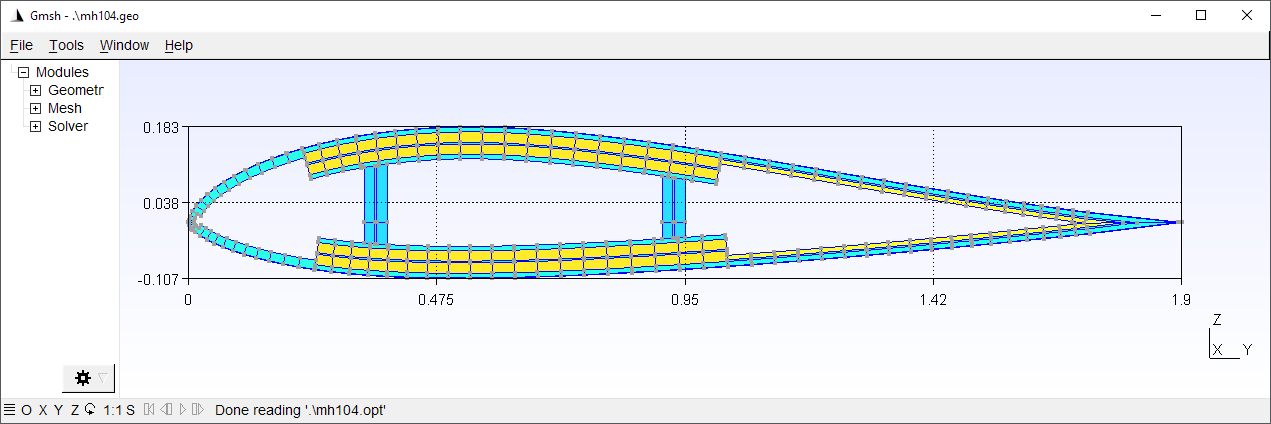 Gmsh - .\mh104.geo
File Tools Window Help
Modules
Geometr
Mesh
Solver
0.183
0.038
-0.107
0 0.475 0.95 1.42 1.9
Z
X Y
O X Y Z 1:1 S Done reading '.\mh104.opt'